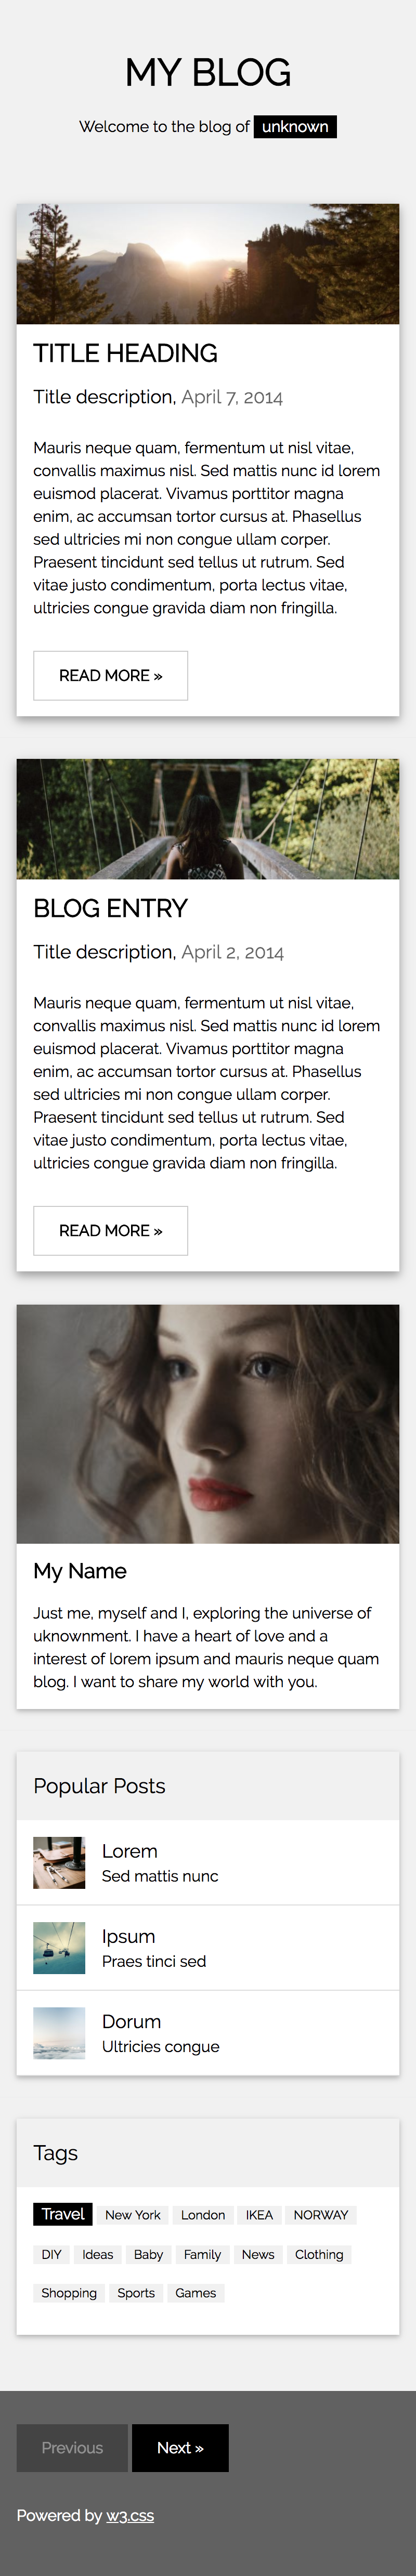 MY BLOG
Welcome to the blog of unknown
TITLE HEADING
Title description, April 7, 2014
Mauris neque quam, fermentum ut nisl vitae,
convallis maximus nisl. Sed mattis nunc id lorem
euismod placerat. Vivamus porttitor magna
enim, ac accumsan tortor cursus at. Phasellus
sed ultricies mi non congue ullam corper.
Praesent tincidunt sed tellus ut rutrum. Sed
vitae justo condimentum, porta lectus vitae,
ultricies congue gravida diam non fringilla.
READ MORE »
BLOG ENTRY
Title description, April 2, 2014
Mauris neque quam, fermentum ut nisl vitae,
convallis maximus nisl. Sed mattis nunc id lorem
euismod placerat. Vivamus porttitor magna
enim, ac accumsan tortor cursus at. Phasellus
sed ultricies mi non congue ullam corper.
Praesent tincidunt sed tellus ut rutrum. Sed
vitae justo condimentum, porta lectus vitae,
ultricies congue gravida diam non fringilla.
READ MORE »
My Name
Just me, myself and I, exploring the universe of
uknownment. I have a heart of love and a
interest of lorem ipsum and mauris neque quam
blog. I want to share my world with you.
Popular Posts
Lorem
Sed mattis nunc
Ipsum
Praes tinci sed
Dorum
Ultricies congue
Tags
Travel New York London IKEA NORWAY
DIY Ideas Baby Family News Clothing
Shopping Sports Games
Previous Next »
Powered by w3.css